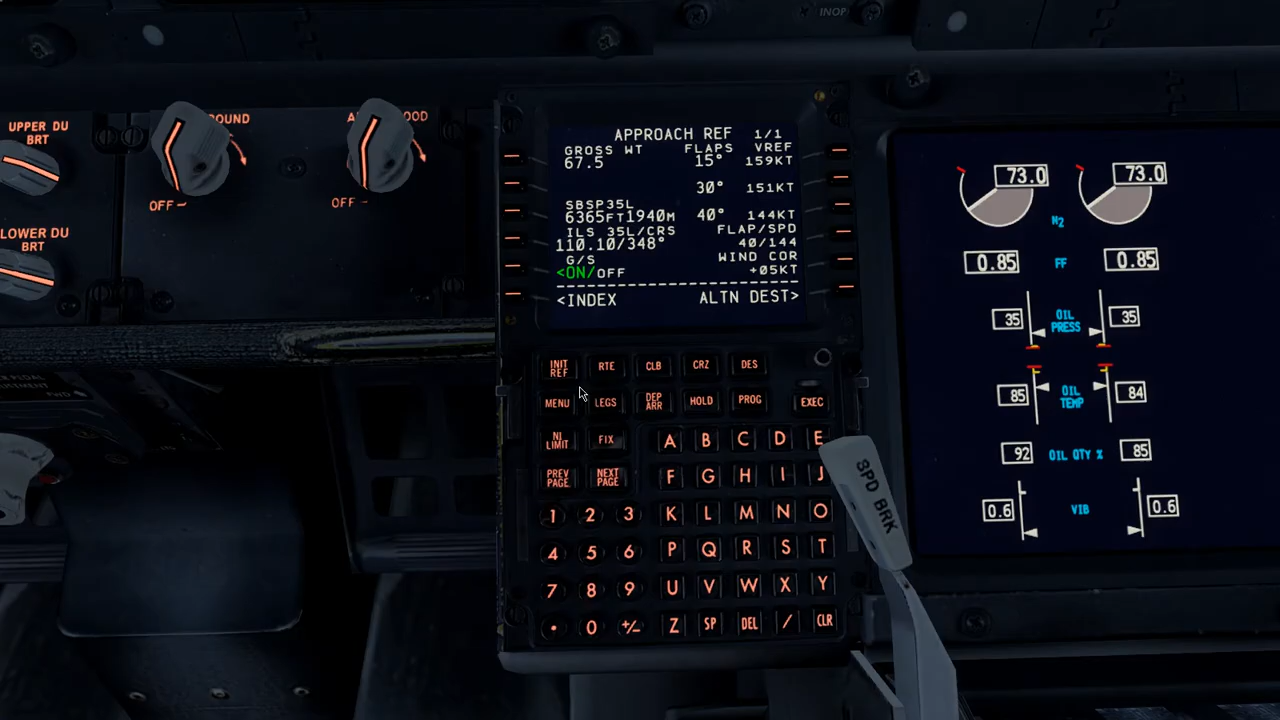 INOP
UPPER DU
BRT
OUND
OOD
OFF
OFF
LOWER DU
BRT
APPROACH REF 1/1
GROSS WT FLAPS VREF
67.5 15° 159KT
30° 151KT
SBSP35L
6365FT1940M 40° 144KT
ILS 35L/CRS FLAP/SPD
110.10/348° 40/144
G/S WIND COR
<ON/OFF +05KT
<INDEX ALTN DEST>
73.0 73.0
N2
0.85 FF 0.85
35 OIL PRESS 35
85 OIL TEMP 84
92 OIL QTY % 85
0.6 VIB 0.6
INIT REF RTE CLB CRZ DES
MENU LEGS DEP ARR HOLD PROG EXEC
N1 LIMIT FIX A B C D E
PREV PAGE NEXT PAGE F G H I J
1 2 3 K L M N O
4 5 6 P Q R S T
7 8 9 U V W X Y
. 0 +/- Z SP DEL / CLR
SPD BRK